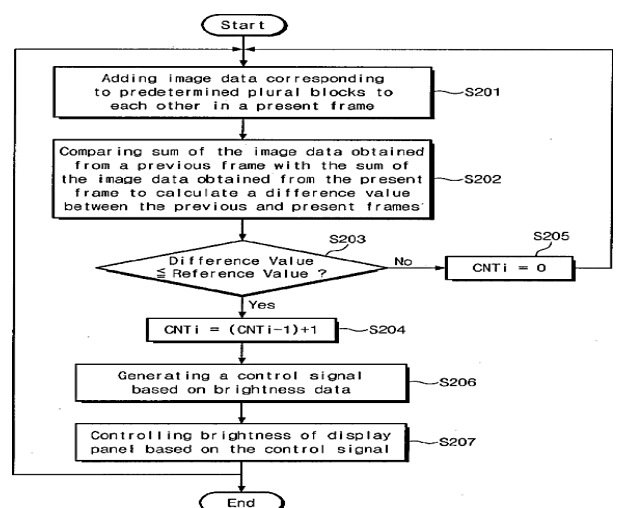 Start
Adding image data corresponding
to predetermined plural blocks to
each other in a present frame
S201
Comparing sum of the image data obtained
from a previous frame with the sum of
the image data obtained from the present
frame to calculate a difference value
between the previous and present frames
S202
Difference Value
≦ Reference Value ?
S203
No
S205
CNTi = 0
Yes
CNTi = (CNTi-1)+1
S204
Generating a control signal
based on brightness data
S206
Controlling brightness of display
panel based on the control signal
S207
End